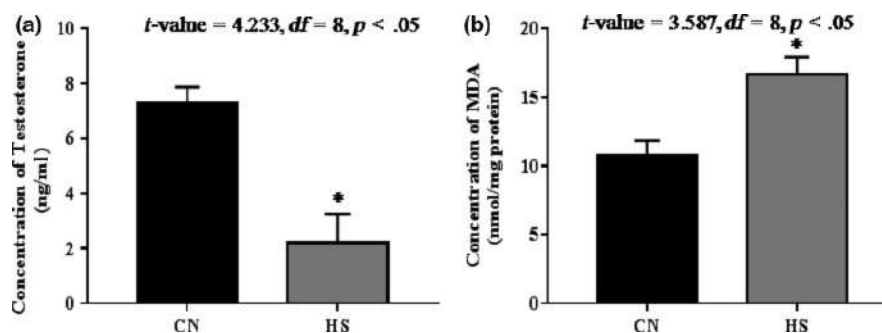 (a)
t-value = 4.233, df = 8, p < .05
Concentration of Testosterone
(ng/ml)
10
8
6
4
2
0
*
CN
HS
(b)
t-value = 3.587, df = 8, p < .05
Concentration of MDA
(nmol/mg protein)
20
15
10
5
0
*
CN
HS